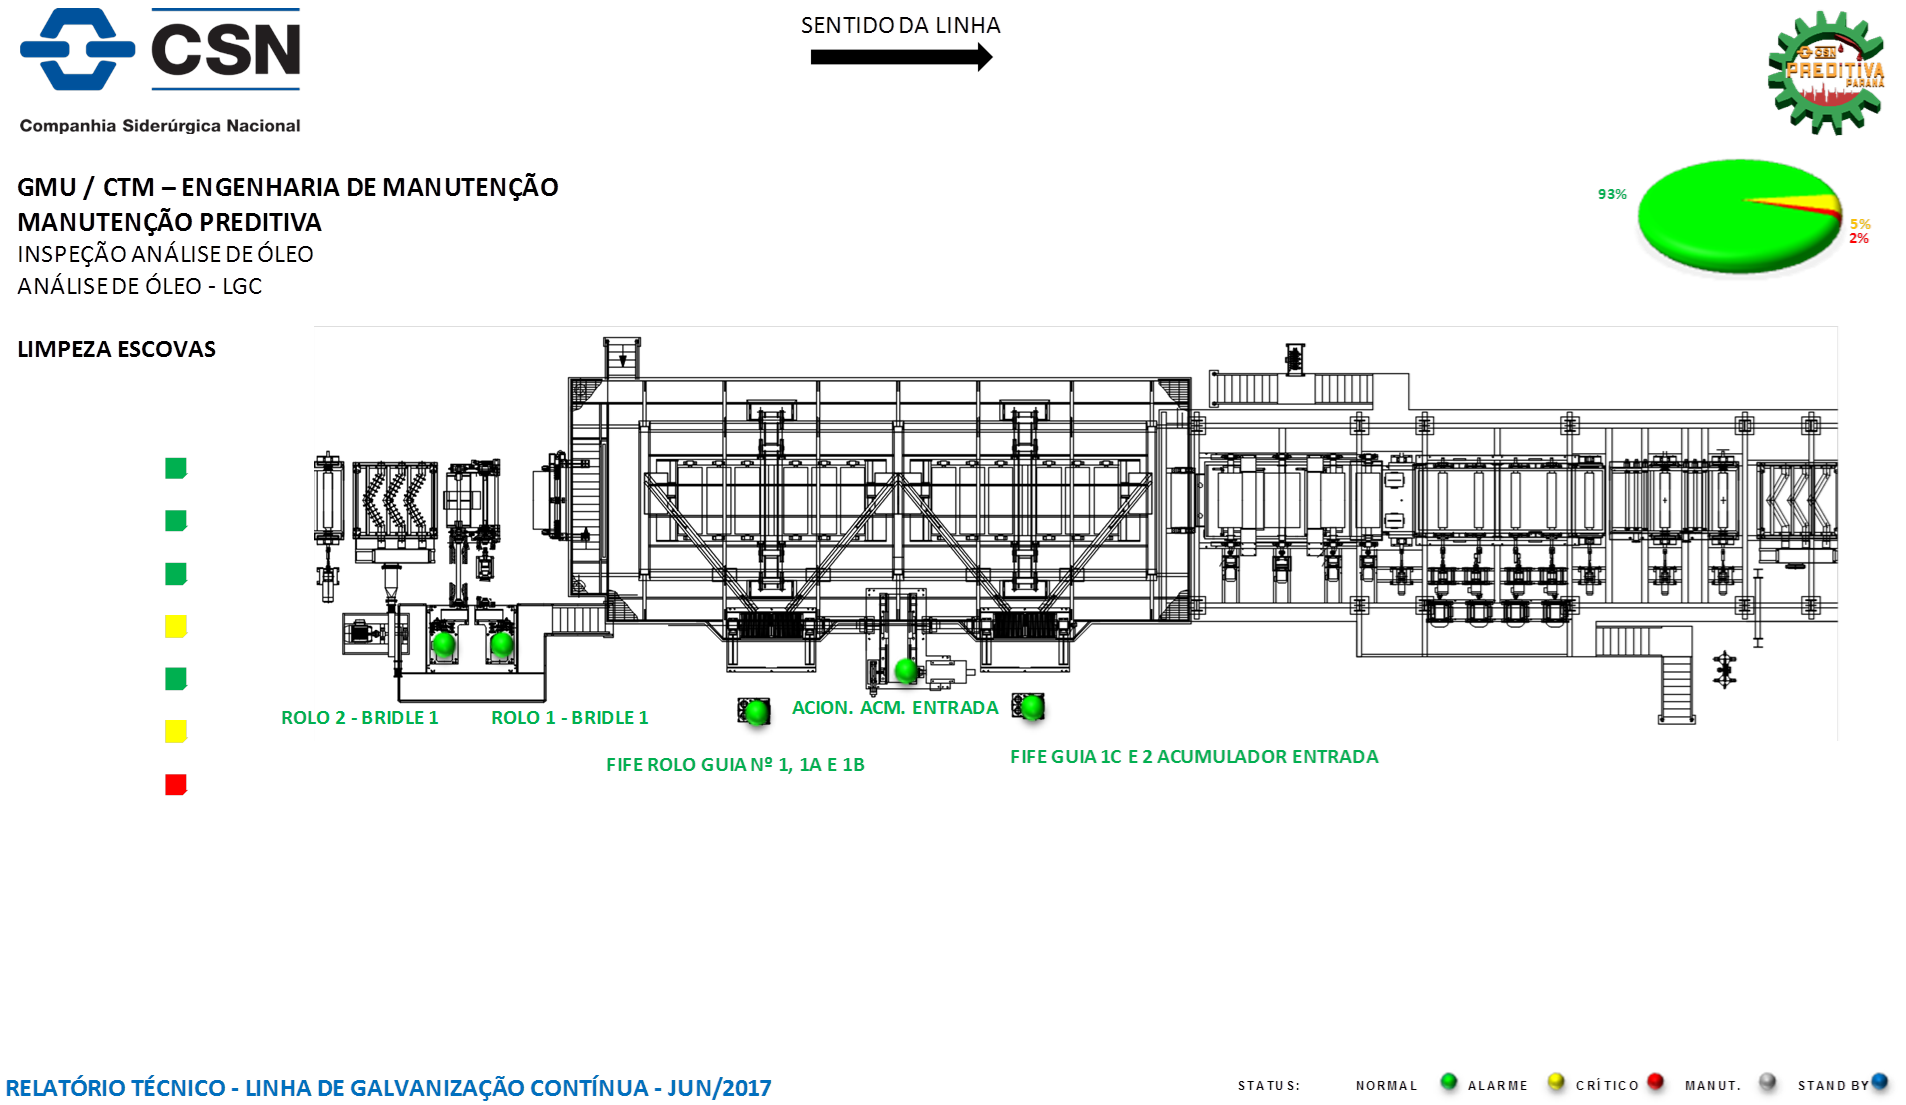 CSN
Companhia Siderúrgica Nacional
SENTIDO DA LINHA
CSN
PREDITIVA
PARANÁ
GMU / CTM – ENGENHARIA DE MANUTENÇÃO
MANUTENÇÃO PREDITIVA
INSPEÇÃO ANÁLISE DE ÓLEO
ANÁLISE DE ÓLEO - LGC
93%
5%
2%
LIMPEZA ESCOVAS
ROLO 2 - BRIDLE 1
ROLO 1 - BRIDLE 1
ACION. ACM. ENTRADA
FIFE ROLO GUIA Nº 1, 1A E 1B
FIFE GUIA 1C E 2 ACUMULADOR ENTRADA
RELATÓRIO TÉCNICO - LINHA DE GALVANIZAÇÃO CONTÍNUA - JUN/2017
STATUS: NORMAL ALARME CRÍTICO MANUT. STAND BY